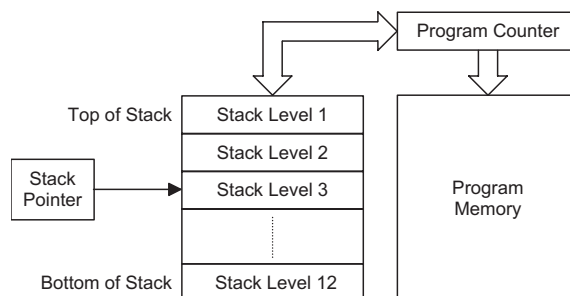 Program Counter
Top of Stack
Stack Level 1
Stack Level 2
Stack
Pointer
Stack Level 3
Program
Memory
Bottom of Stack
Stack Level 12